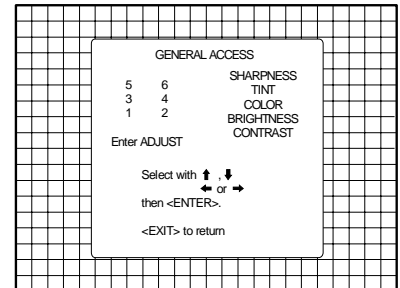 GENERAL ACCESS
5 6
3 4
1 2
SHARPNESS
TINT
COLOR
BRIGHTNESS
CONTRAST
Enter ADJUST
Select with ⬆ , ⬇
⬅ or ➡
then <ENTER>.
<EXIT> to return